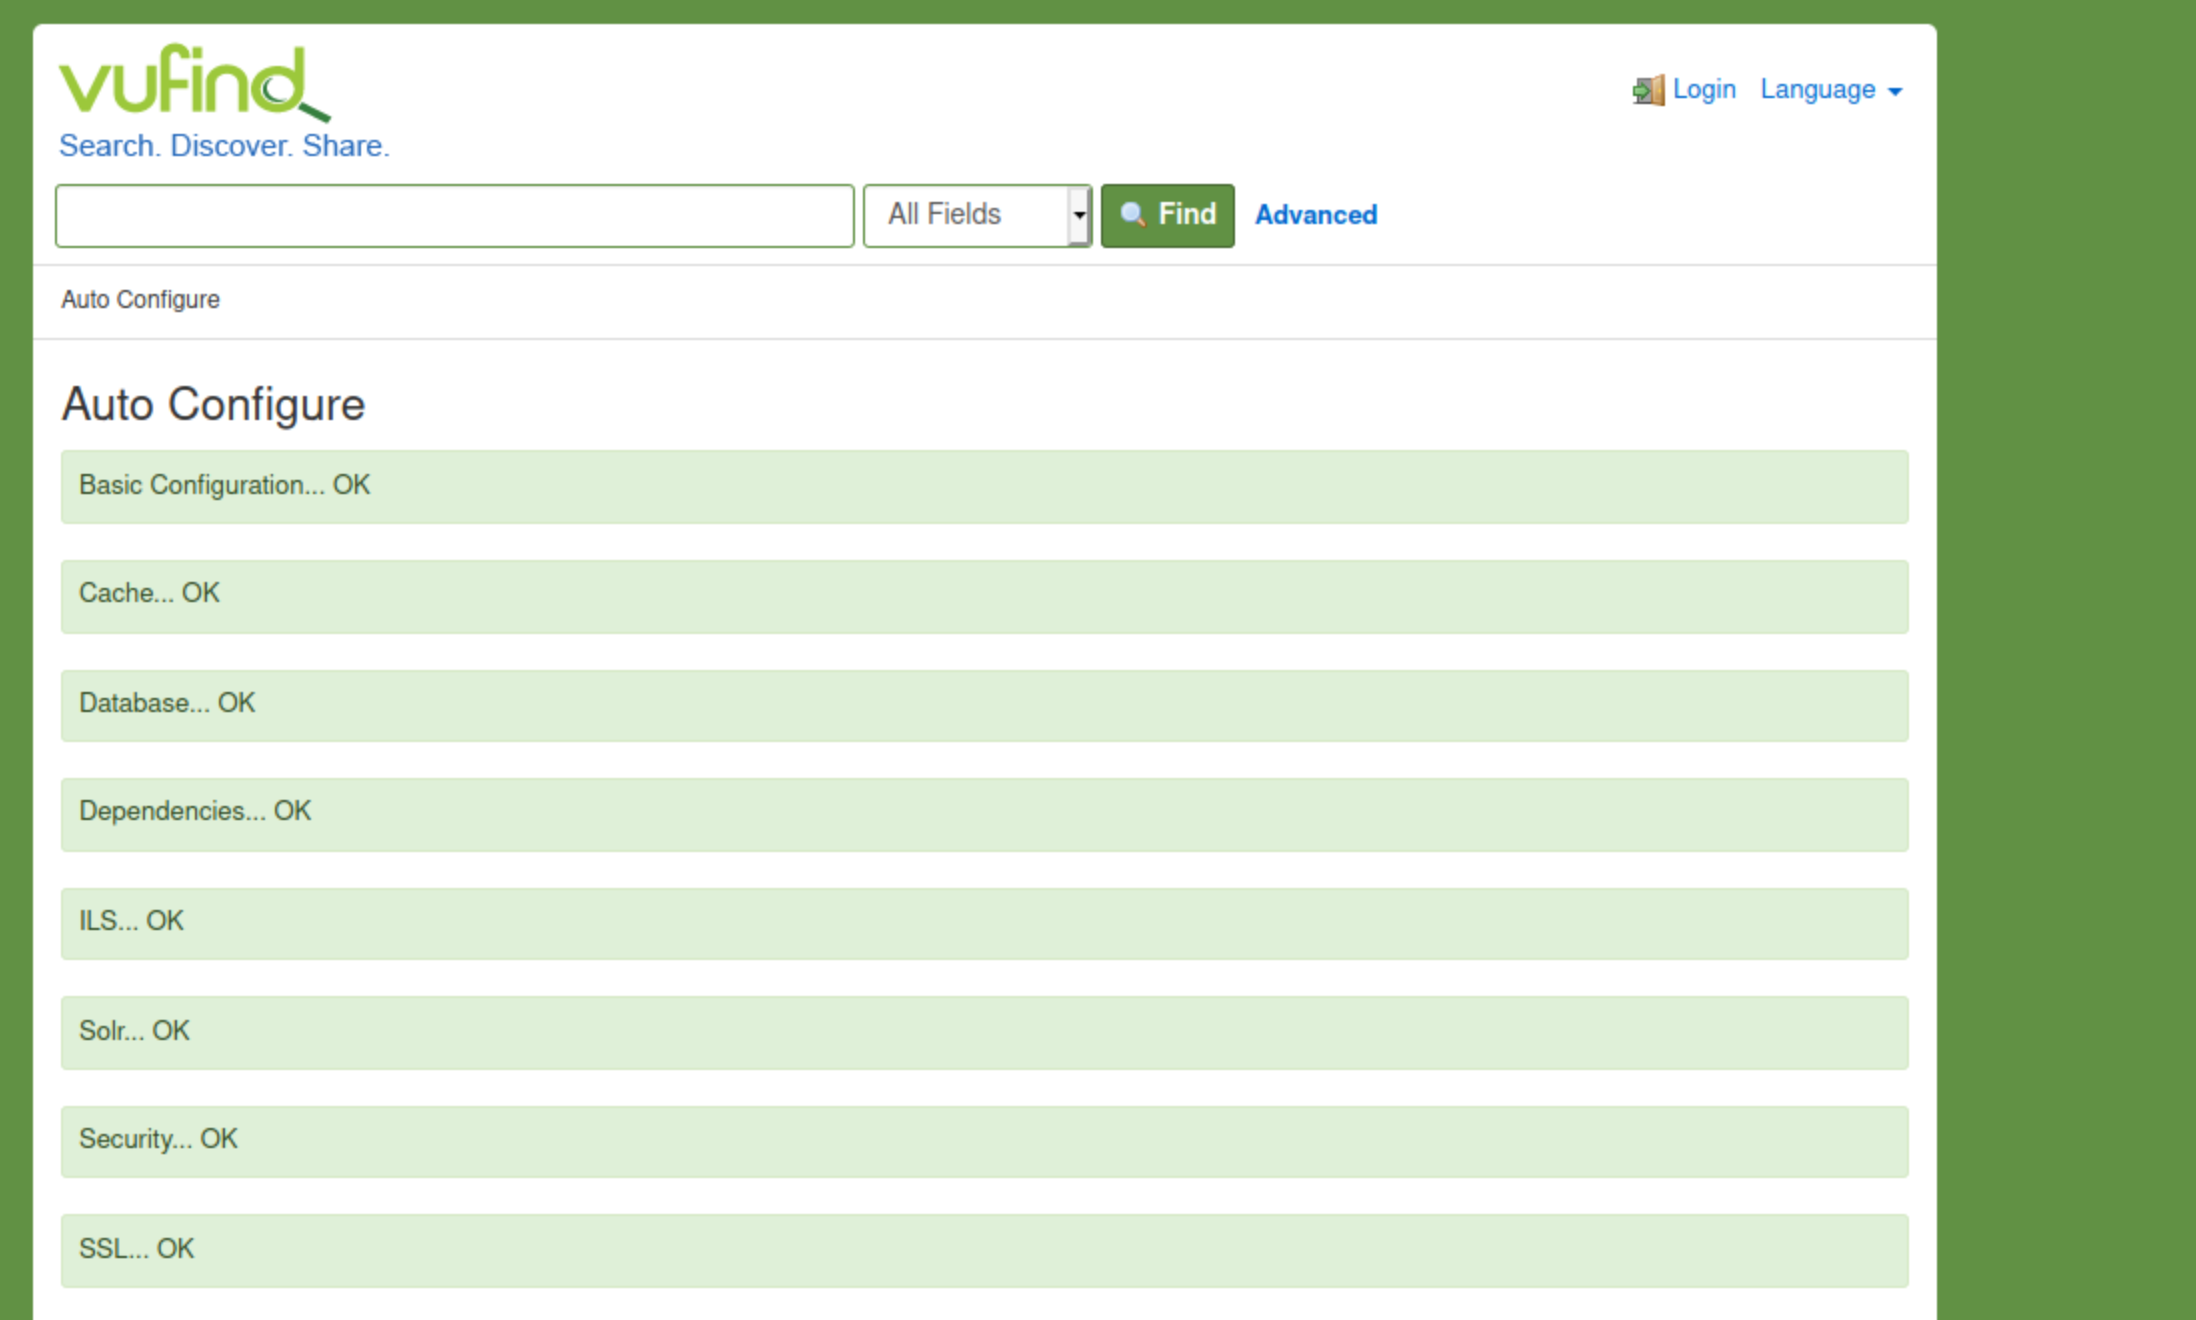 vufind
Search. Discover. Share.
Login Language
All Fields Find Advanced
Auto Configure
Auto Configure
Basic Configuration... OK
Cache... OK
Database... OK
Dependencies... OK
ILS... OK
Solr... OK
Security... OK
SSL... OK